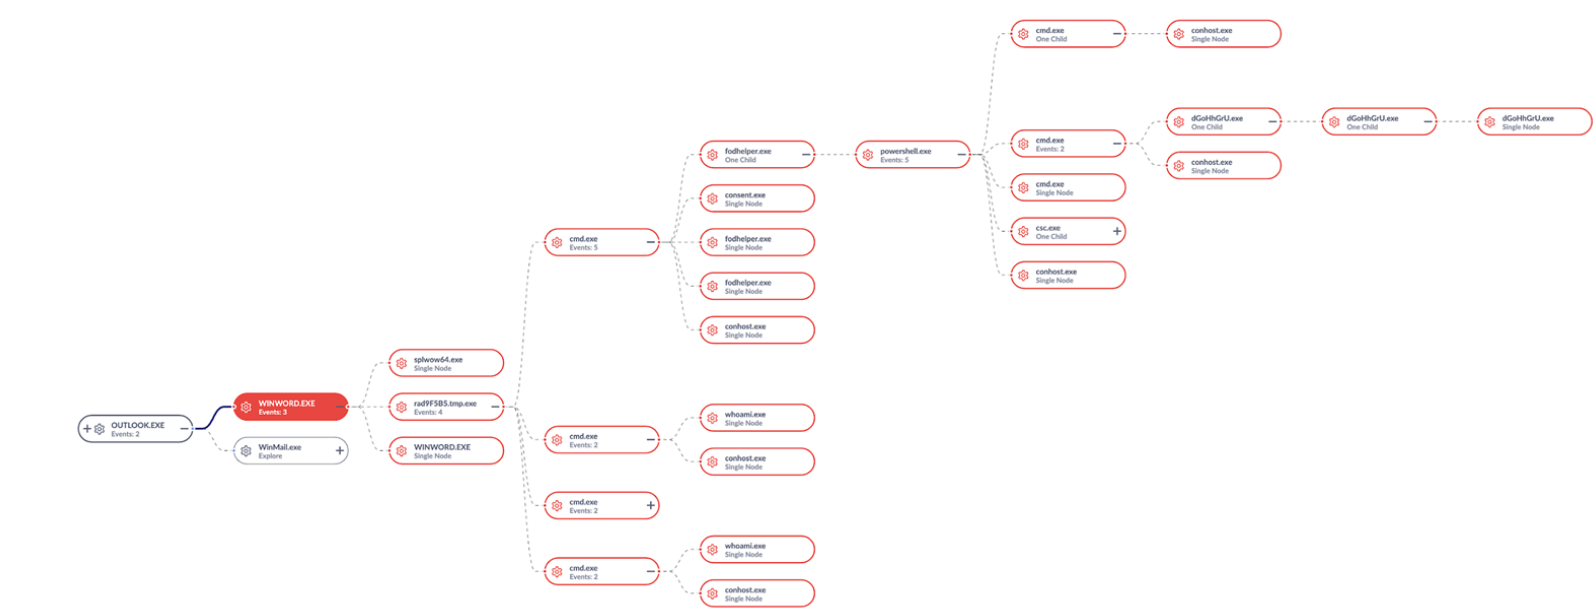 cmd.exe
One Child
conhost.exe
Single Node
dGoHhGrU.exe
One Child
dGoHhGrU.exe
One Child
dGoHhGrU.exe
Single Node
cmd.exe
Events: 2
fodhelper.exe
One Child
powershell.exe
Events: 5
conhost.exe
Single Node
cmd.exe
Single Node
consent.exe
Single Node
csc.exe
One Child
cmd.exe
Events: 5
fodhelper.exe
Single Node
conhost.exe
Single Node
fodhelper.exe
Single Node
conhost.exe
Single Node
splwow64.exe
Single Node
WINWORD.EXE
Events: 3
rad9F5B5.tmp.exe
Events: 4
whoami.exe
Single Node
OUTLOOK.EXE
Events: 2
cmd.exe
Events: 2
WinMail.exe
Explore
WINWORD.EXE
Single Node
conhost.exe
Single Node
cmd.exe
Events: 2
whoami.exe
Single Node
cmd.exe
Events: 2
conhost.exe
Single Node